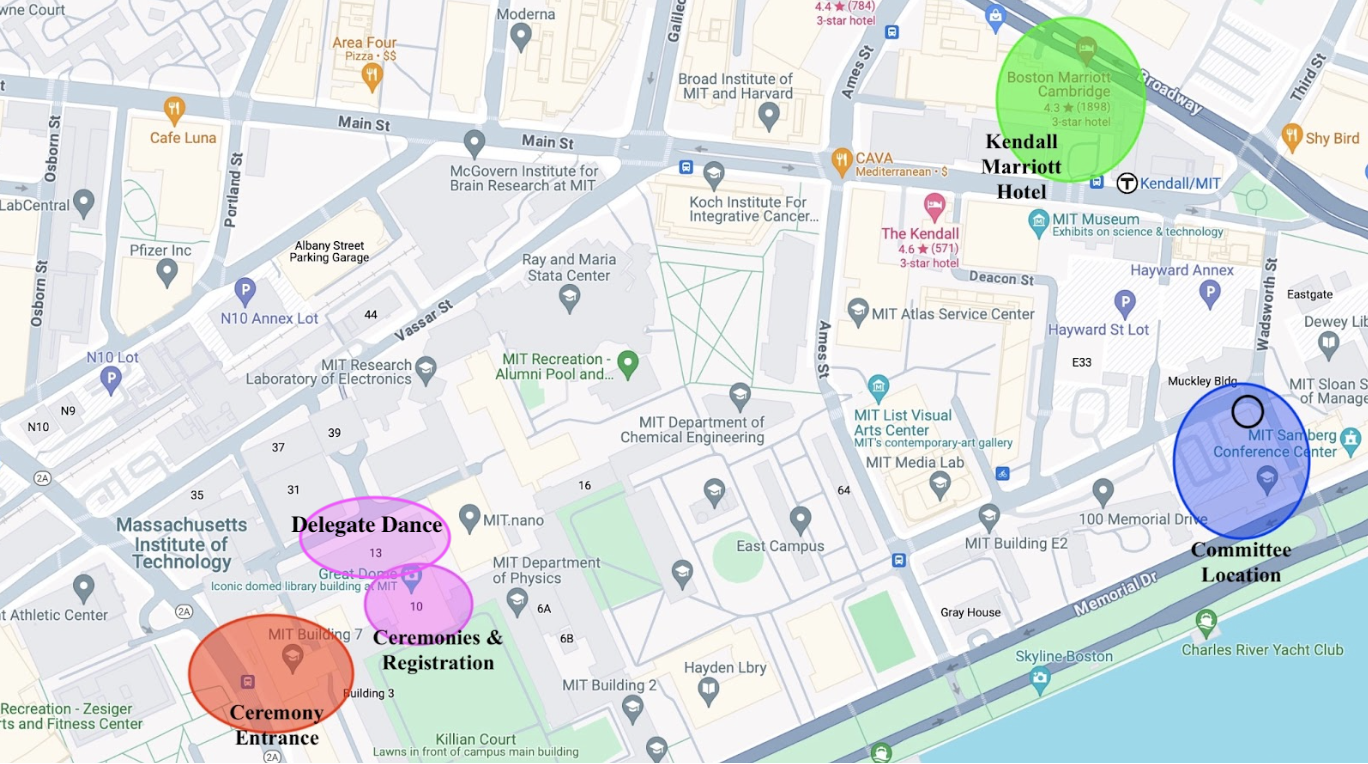 wne Court
Moderna
Galileo
4.4 ★ (784)
3-star hotel
Area Four
Pizza • $$
Ames St
Broad Institute of
MIT and Harvard
Boston Marriott
Cambridge
4.3 ★ (1898)
3-star hotel
Broadway
Third St
Cafe Luna
Osborn St
Main St
Main St
McGovern Institute for
Brain Research at MIT
CAVA
Mediterranean • $
Kendall
Marriott
Hotel
Kendall/MIT
Shy Bird
LabCentral
Portland St
Koch Institute For
Integrative Cancer...
The Kendall
4.6 ★ (571)
3-star hotel
MIT Museum
Exhibits on science & technology
Pfizer Inc
Albany Street
Parking Garage
Ray and Maria
Stata Center
Deacon St
Hayward Annex
Wadsworth St
Eastgate
Osborn St
N10 Annex Lot
44
Vassar St
MIT Atlas Service Center
Hayward St Lot
Dewey Lib
N10 Lot
MIT Research
Laboratory of Electronics
MIT Recreation -
Alumni Pool and...
Ames St
E33
Muckley Bldg
MIT Sloan S
of Manage
N9
N10
39
37
MIT Department of
Chemical Engineering
MIT List Visual
Arts Center
MIT's contemporary-art gallery
MIT Samberg
Conference Center
2A
35
31
16
MIT Media Lab
64
Massachusetts
Institute of
Technology
Delegate Dance
13
MIT.nano
100 Memorial Drive
East Campus
MIT Building E2
Committee
Location
Great Dome
Iconic domed library building at MIT
MIT Department
of Physics
10
6A
6B
Memorial Dr
t Athletic Center
2A
MIT Building 7
Ceremonies &
Registration
Gray House
Charles River Yacht Club
Skyline Boston
Hayden Lbry
Building 3
MIT Building 2
Recreation - Zesiger
rts and Fitness Center
Ceremony
Entrance
Killian Court
Lawns in front of campus main building
2A